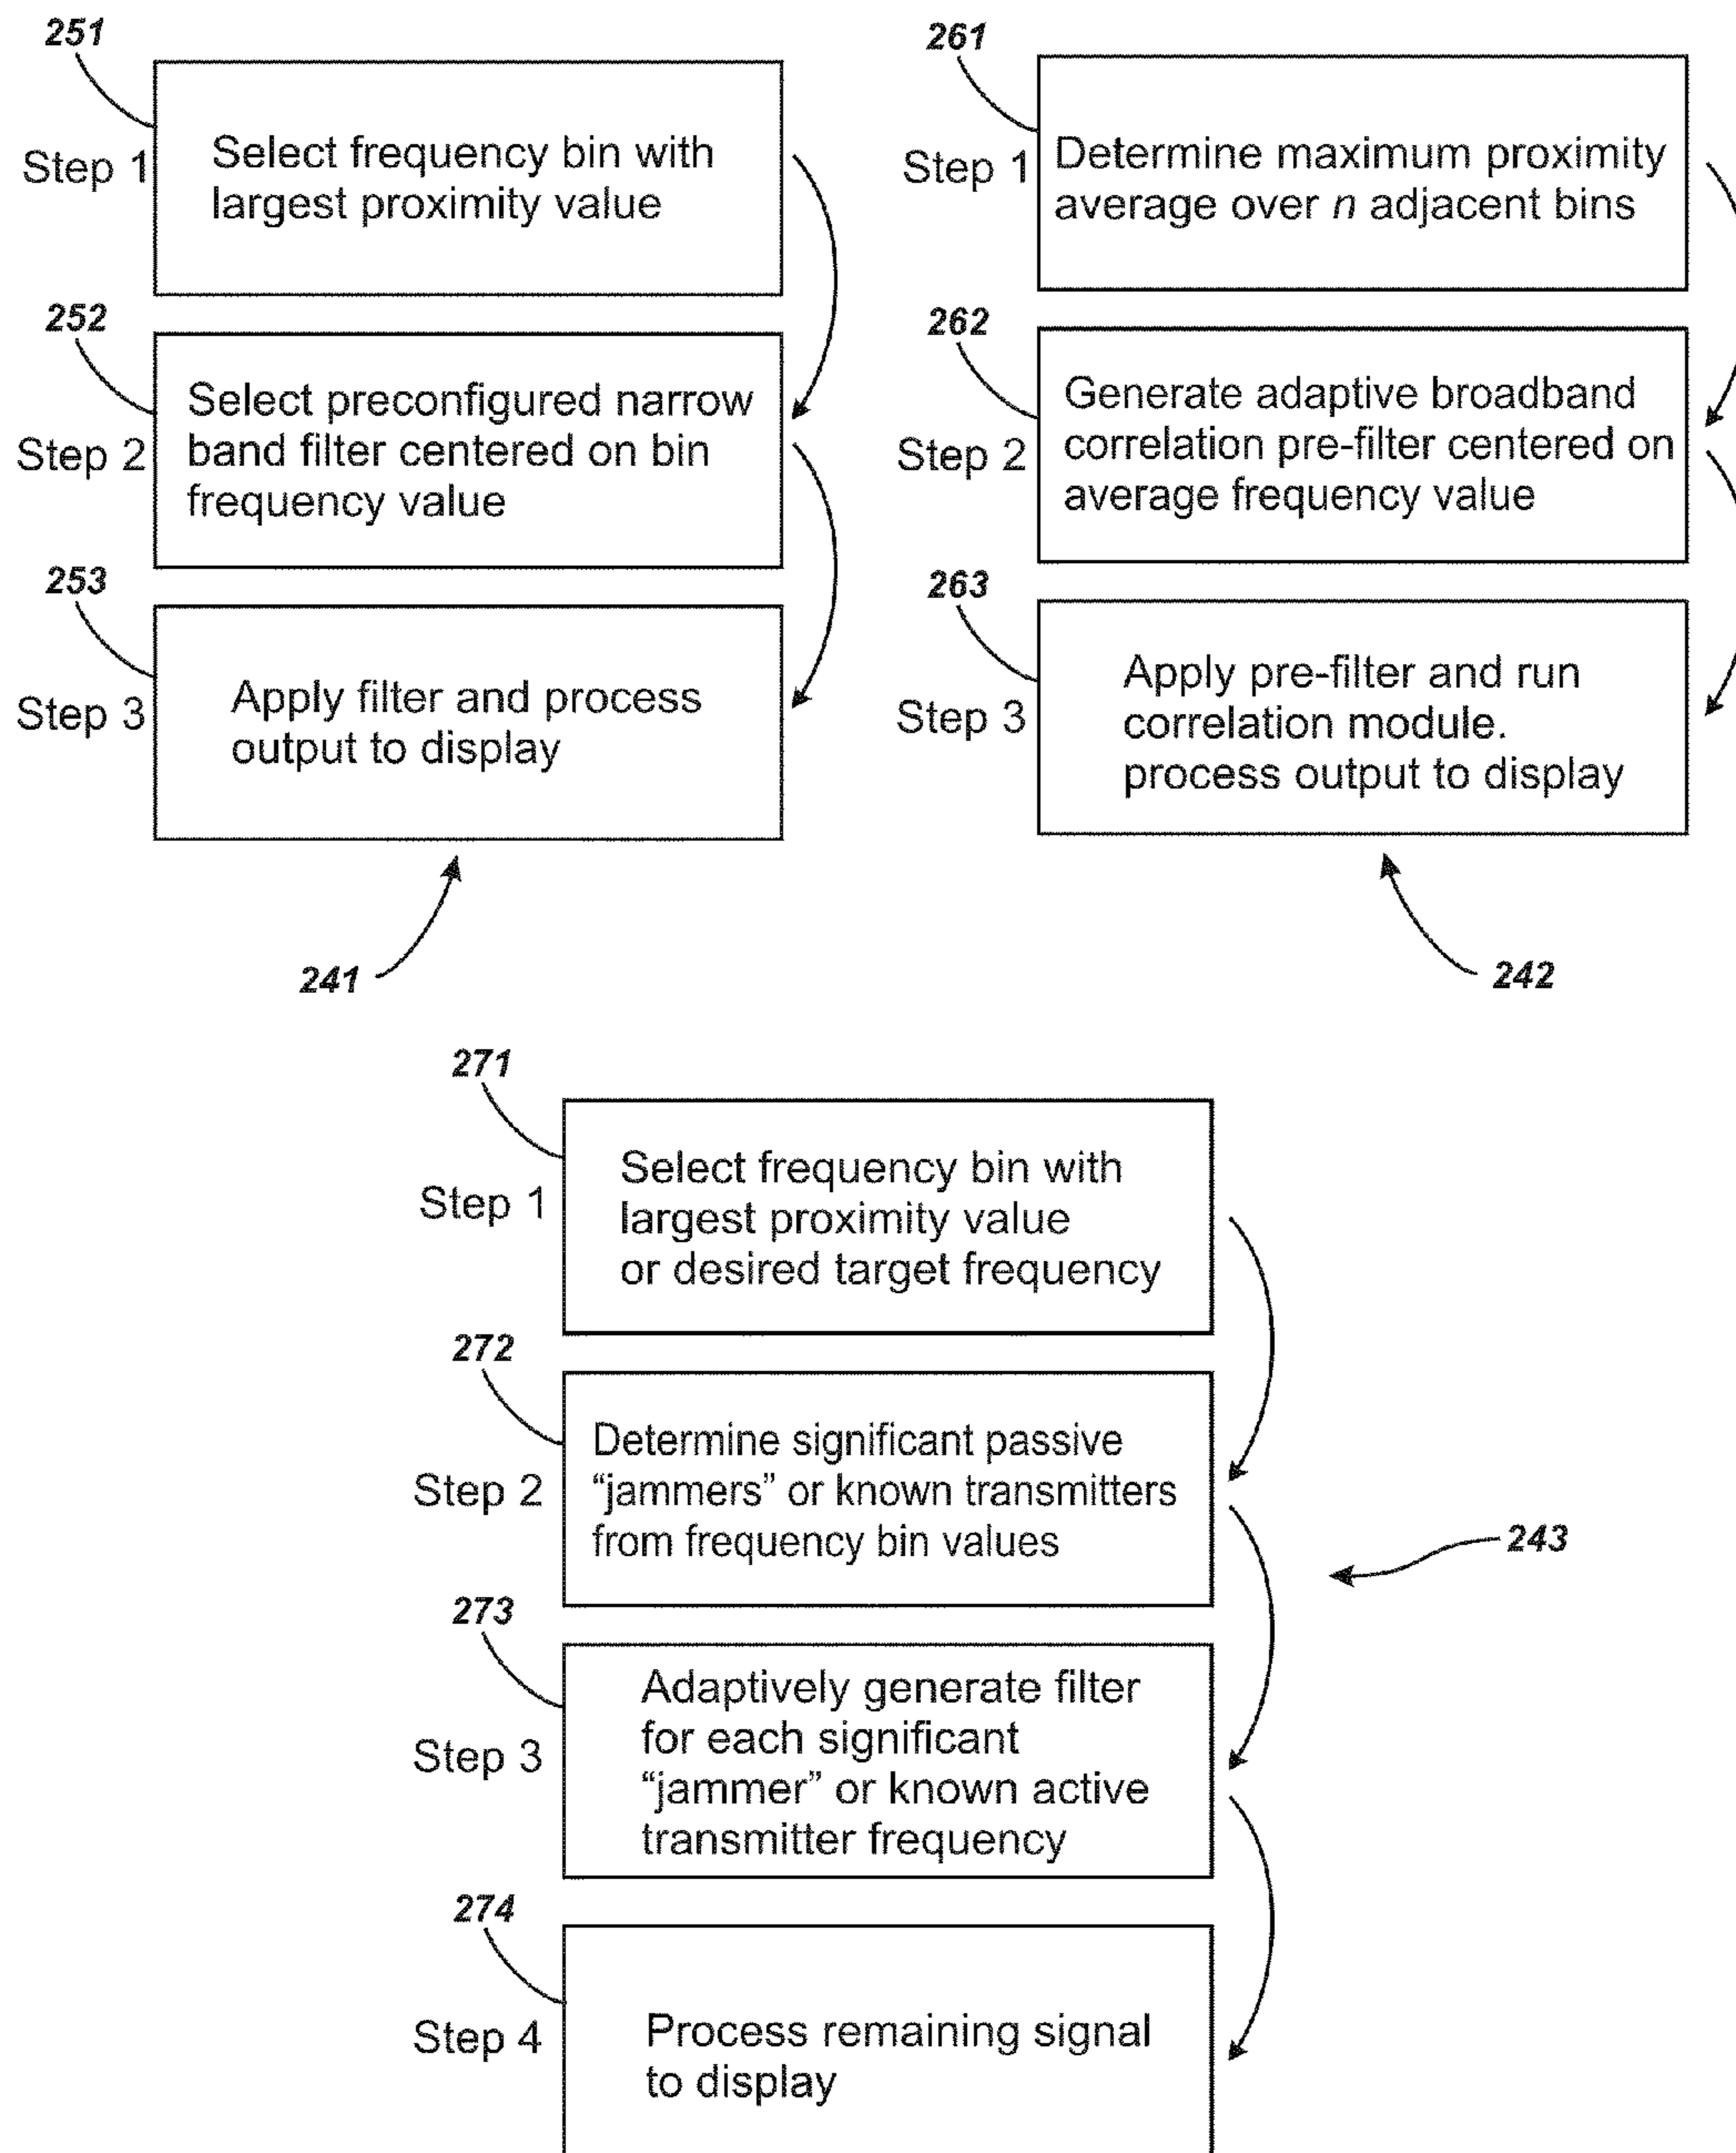 251
Step 1
Select frequency bin with
largest proximity value
252
Step 2
Select preconfigured narrow
band filter centered on bin
frequency value
253
Step 3
Apply filter and process
output to display
241
261
Step 1
Determine maximum proximity
average over n adjacent bins
262
Step 2
Generate adaptive broadband
correlation pre-filter centered on
average frequency value
263
Step 3
Apply pre-filter and run
correlation module.
process output to display
242
271
Step 1
Select frequency bin with
largest proximity value
or desired target frequency
272
Step 2
Determine significant passive
“jammers” or known transmitters
from frequency bin values
243
273
Step 3
Adaptively generate filter
for each significant
“jammer” or known active
transmitter frequency
274
Step 4
Process remaining signal
to display